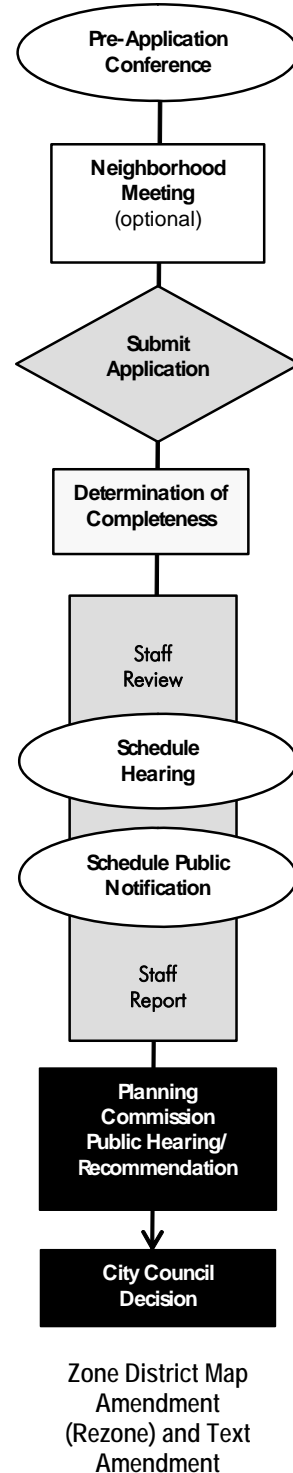 Pre-Application
Conference
Neighborhood
Meeting
(optional)
Submit
Application
Determination of
Completeness
Staff
Review
Schedule
Hearing
Schedule Public
Notification
Staff
Report
Planning
Commission
Public Hearing/
Recommendation
City Council
Decision
Zone District Map
Amendment
(Rezone) and Text
Amendment